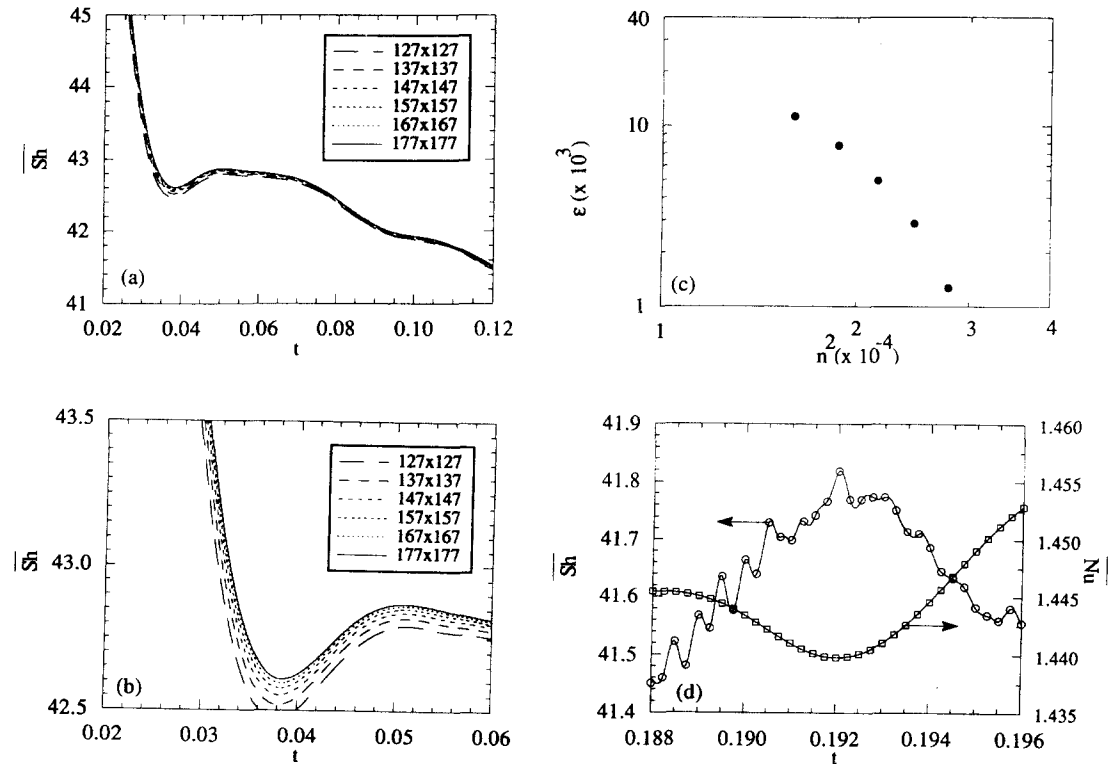 45
44
43
42
41
Sh
(a)
127x127
137x137
147x147
157x157
167x167
177x177
0.02 0.04 0.06 0.08 0.10 0.12
t
40
10
1
ε (x 10³)
(c)
1 2 3 4
n² (x 10⁻⁴)
43.5
43.0
42.5
Sh
(b)
127x127
137x137
147x147
157x157
167x167
177x177
0.02 0.03 0.04 0.05 0.06
t
41.9
41.8
41.7
41.6
41.5
41.4
Sh
(d)
1.460
1.455
1.450
1.445
1.440
1.435
Nu
0.188 0.190 0.192 0.194 0.196
t